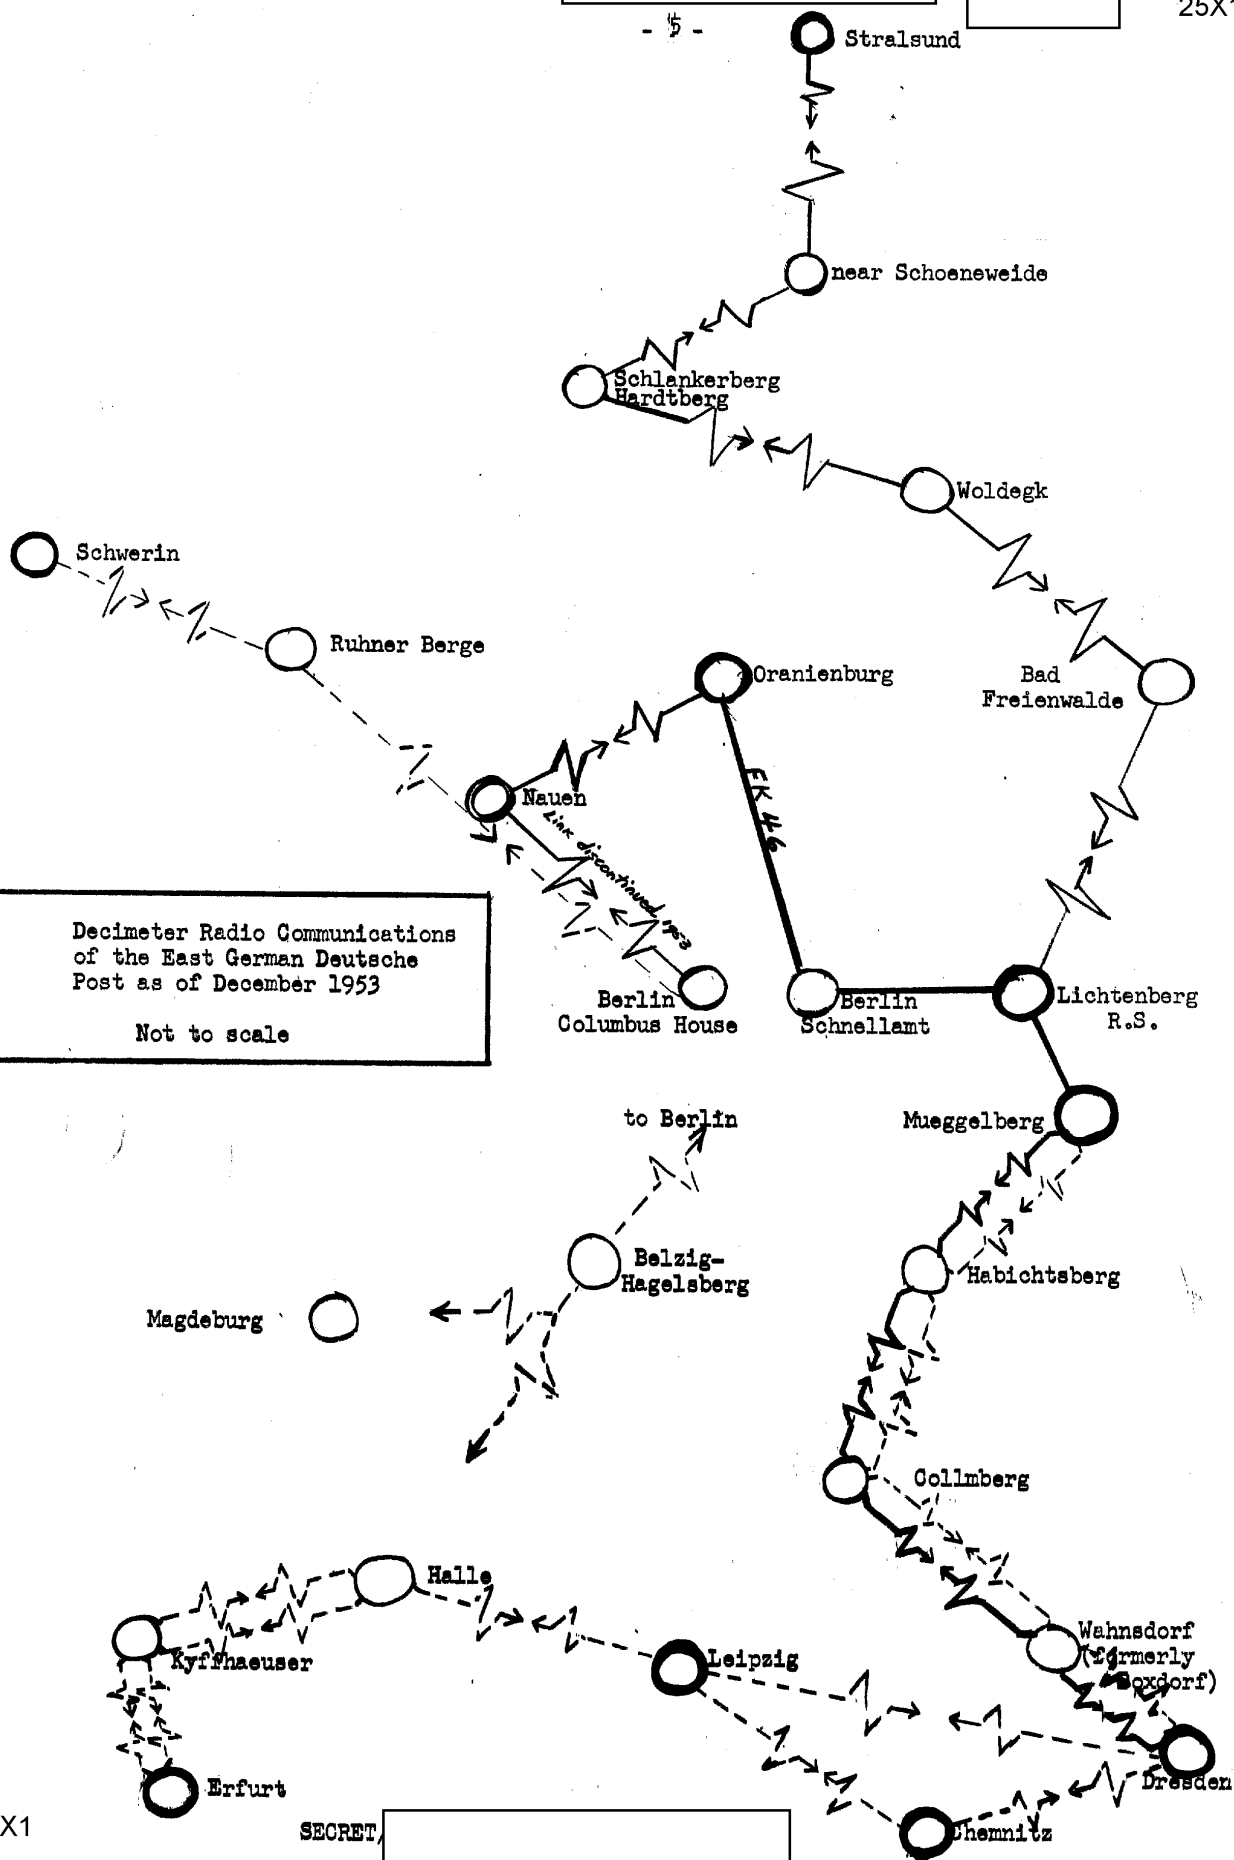 25X1
- 5 -
Stralsund
near Schoeneweide
Schlankerberg
Hardtberg
Woldegk
Schwerin
Ruhner Berge
Oranienburg
Bad
Freienwalde
FK 46
Nauen
Link discontinued 1953
Decimeter Radio Communications
of the East German Deutsche
Post as of December 1953
Not to scale
Berlin
Columbus House
Berlin
Schnellamt
Lichtenberg
R.S.
to Berlin
Mueggelberg
Belzig-
Hagelsberg
Habichtsberg
Magdeburg
Collmberg
Halle
Wahnsdorf
(formerly
Boxdorf)
Kyffhaeuser
Leipzig
Erfurt
Dresden
Chemnitz
X1
SECRET,